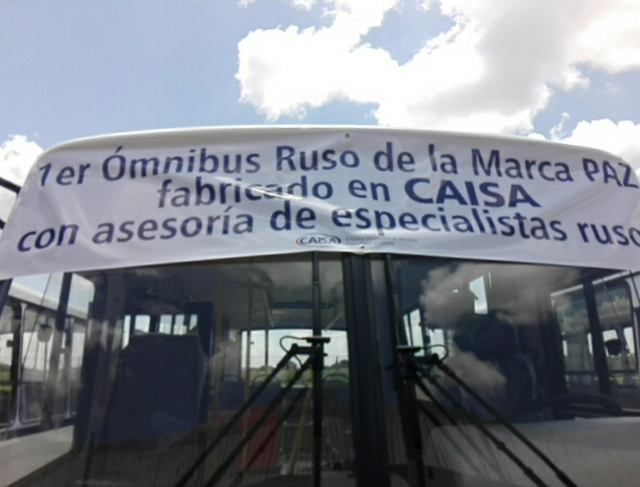 1er Ómnibus Ruso de la Marca PAZ
fabricado en CAISA
con asesoría de especialistas ruso
CAISA